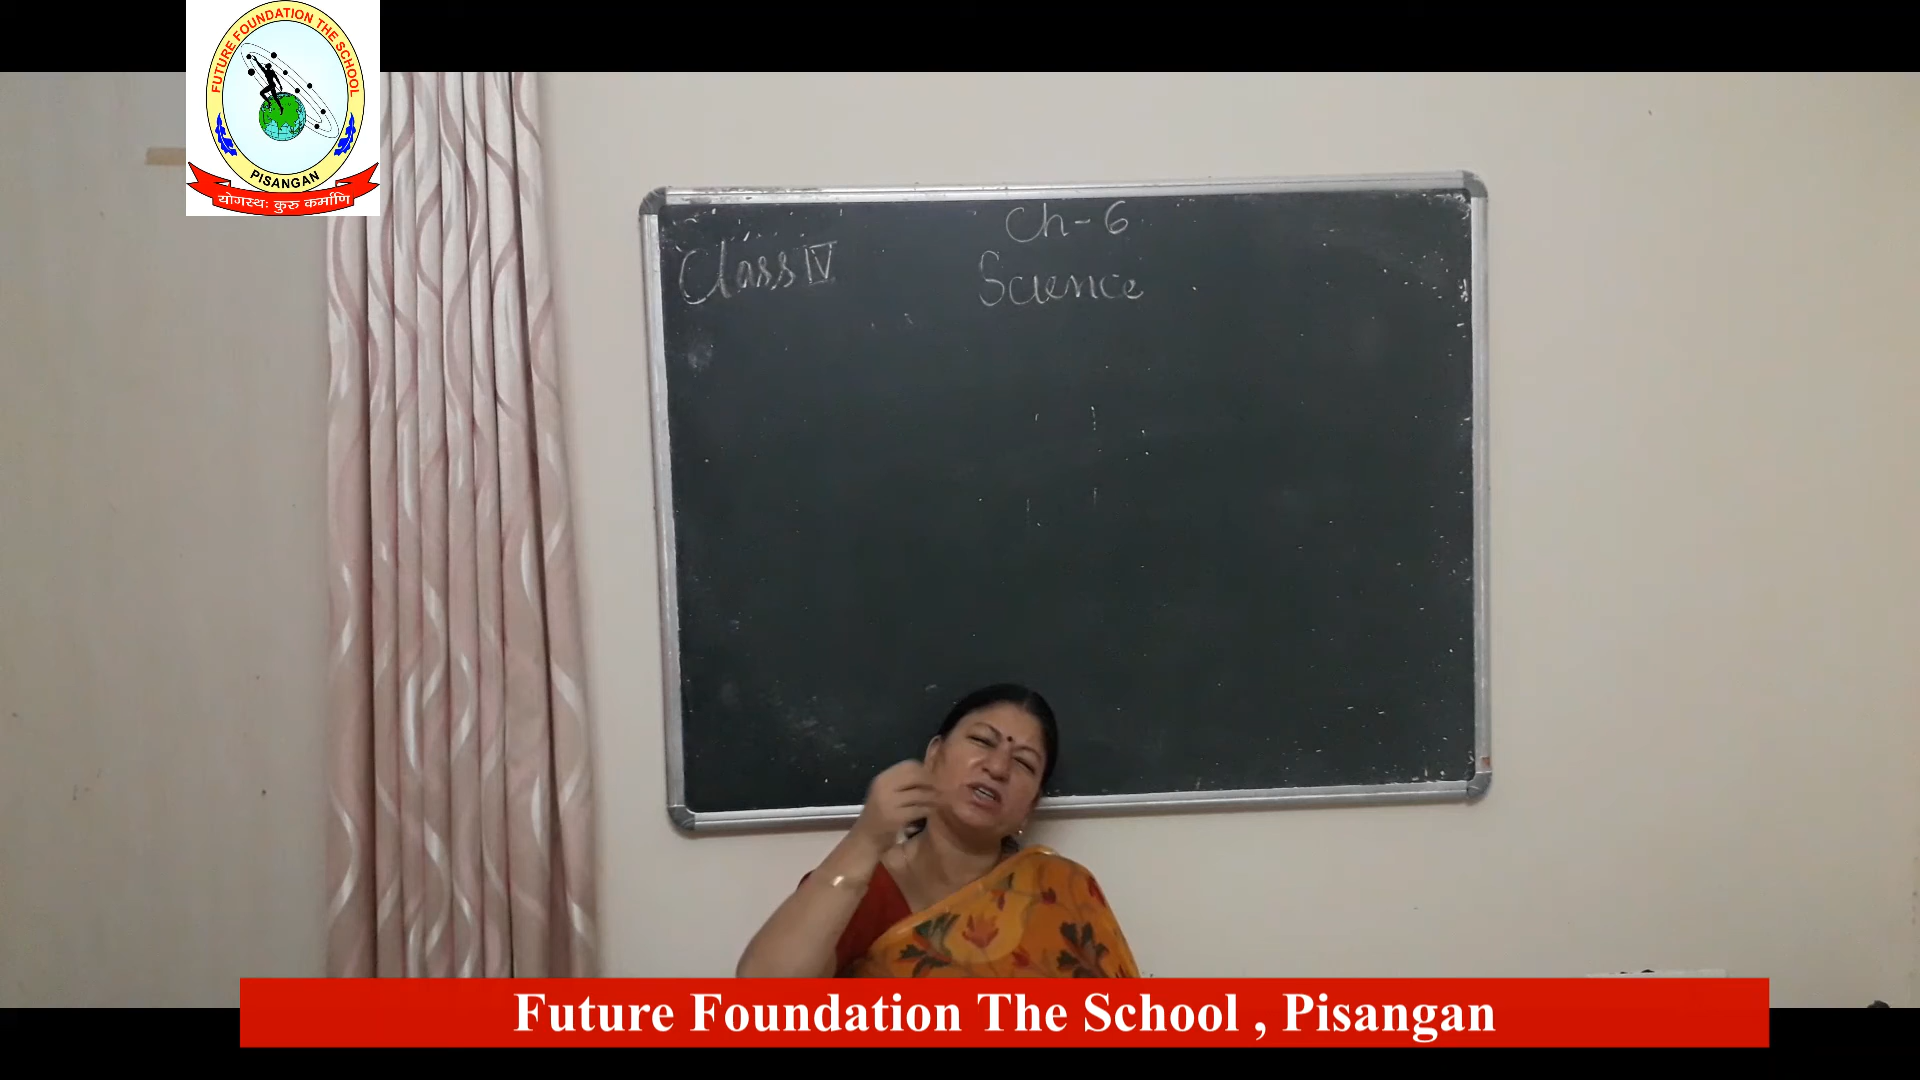 FUTURE FOUNDATION THE SCHOOL
PISANGAN
योगस्थः कुरु कर्माणि
Ch-6
Class IV
Science
Future Foundation The School , Pisangan